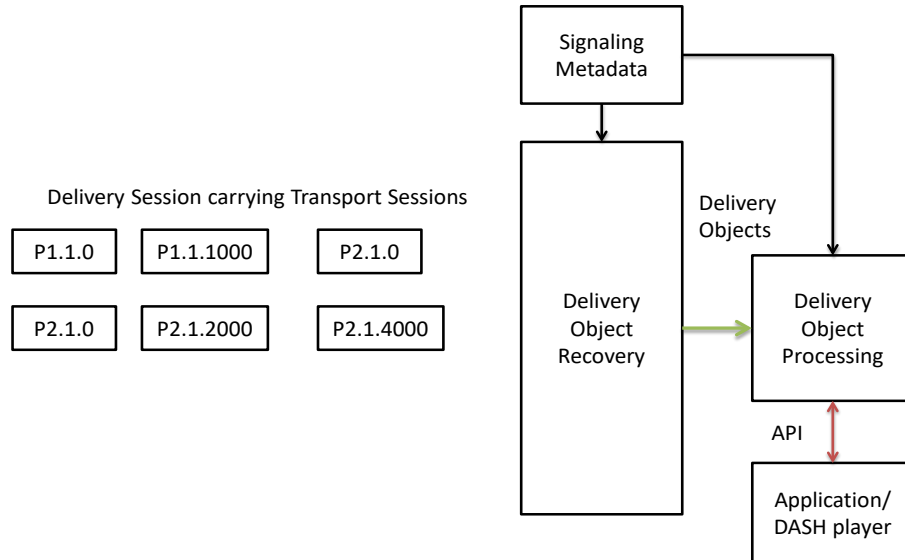 Signaling
Metadata
Delivery Session carrying Transport Sessions
Delivery
Objects
P1.1.0
P1.1.1000
P2.1.0
P2.1.0
P2.1.2000
P2.1.4000
Delivery
Object
Recovery
Delivery
Object
Processing
API
Application/
DASH player